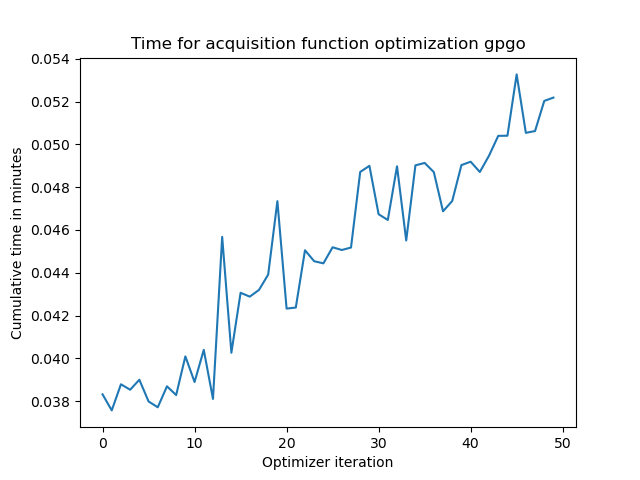 Time for acquisition function optimization gpgo
0.054
0.052
0.050
0.048
0.046
0.044
0.042
0.040
0.038
Cumulative time in minutes
0 10 20 30 40 50
Optimizer iteration